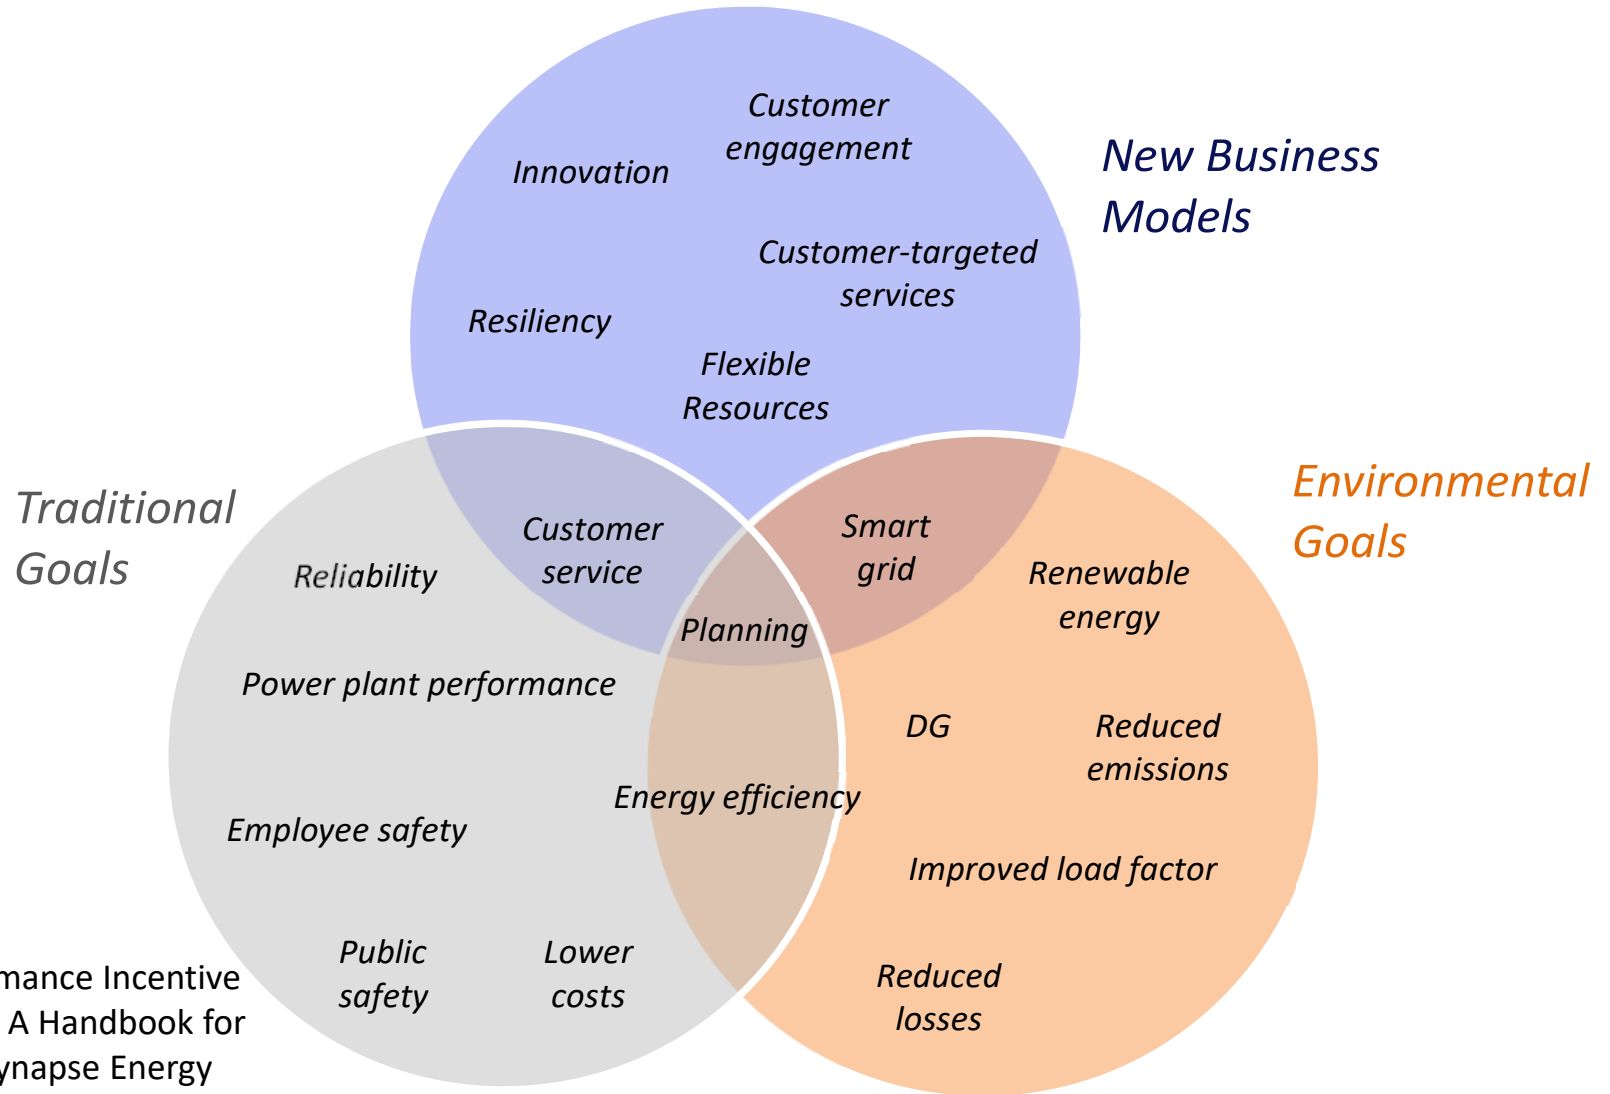 Customer
engagement
Innovation
New Business
Models
Customer-targeted
services
Resiliency
Flexible
Resources
Traditional
Goals
Environmental
Goals
Customer
service
Smart
grid
Reliability
Renewable
energy
Planning
Power plant performance
DG
Reduced
emissions
Energy efficiency
Employee safety
Improved load factor
Public
safety
Lower
costs
Reduced
losses
mance Incentive
A Handbook for
ynapse Energy